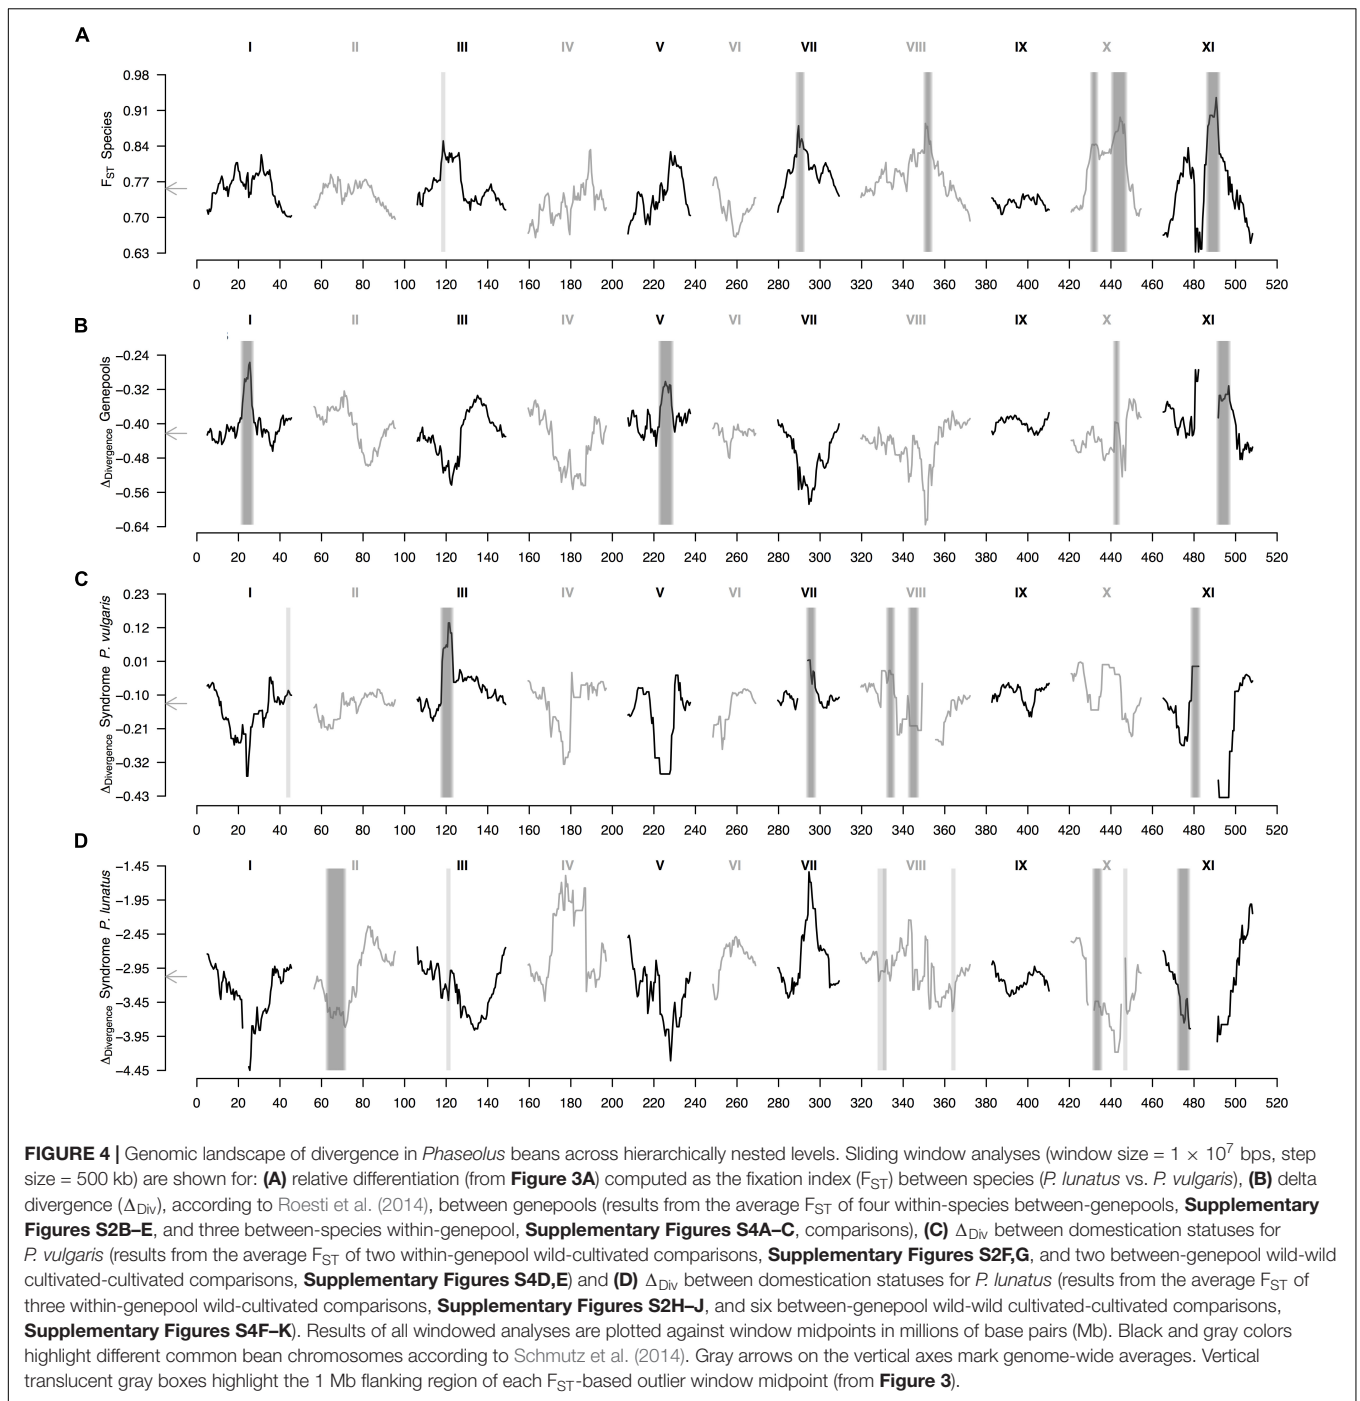 A
I II III IV V VI VII VIII IX X XI
F_ST Species
0.98
0.91
0.84
0.77
0.70
0.63
0 20 40 60 80 100 120 140 160 180 200 220 240 260 280 300 320 340 360 380 400 420 440 460 480 500 520
B
I II III IV V VI VII VIII IX X XI
Δ_Divergence Genepools
−0.24
−0.32
−0.40
−0.48
−0.56
−0.64
0 20 40 60 80 100 120 140 160 180 200 220 240 260 280 300 320 340 360 380 400 420 440 460 480 500 520
C
I II III IV V VI VII VIII IX X XI
Δ_Divergence Syndrome P. vulgaris
0.23
0.12
0.01
−0.10
−0.21
−0.32
−0.43
0 20 40 60 80 100 120 140 160 180 200 220 240 260 280 300 320 340 360 380 400 420 440 460 480 500 520
D
I II III IV V VI VII VIII IX X XI
Δ_Divergence Syndrome P. lunatus
−1.45
−1.95
−2.45
−2.95
−3.45
−3.95
−4.45
0 20 40 60 80 100 120 140 160 180 200 220 240 260 280 300 320 340 360 380 400 420 440 460 480 500 520
FIGURE 4 | Genomic landscape of divergence in Phaseolus beans across hierarchically nested levels. Sliding window analyses (window size = 1 × 10⁷ bps, step
size = 500 kb) are shown for: (A) relative differentiation (from Figure 3A) computed as the fixation index (F_ST) between species (P. lunatus vs. P. vulgaris), (B) delta
divergence (Δ_Div), according to Roesti et al. (2014), between genepools (results from the average F_ST of four within-species between-genepools, Supplementary
Figures S2B–E, and three between-species within-genepool, Supplementary Figures S4A–C, comparisons), (C) Δ_Div between domestication statuses for
P. vulgaris (results from the average F_ST of two within-genepool wild-cultivated comparisons, Supplementary Figures S2F,G, and two between-genepool wild-wild
cultivated-cultivated comparisons, Supplementary Figures S4D,E) and (D) Δ_Div between domestication statuses for P. lunatus (results from the average F_ST of
three within-genepool wild-cultivated comparisons, Supplementary Figures S2H–J, and six between-genepool wild-wild cultivated-cultivated comparisons,
Supplementary Figures S4F–K). Results of all windowed analyses are plotted against window midpoints in millions of base pairs (Mb). Black and gray colors
highlight different common bean chromosomes according to Schmutz et al. (2014). Gray arrows on the vertical axes mark genome-wide averages. Vertical
translucent gray boxes highlight the 1 Mb flanking region of each F_ST-based outlier window midpoint (from Figure 3).